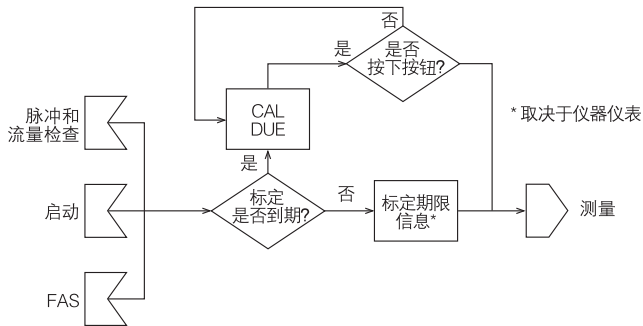 否
是
是否
按下按钮?
脉冲和
流量检查
CAL
DUE
*取决于仪器仪表
是
启动
标定
是否到期?
否
标定期限
信息*
测量
FAS